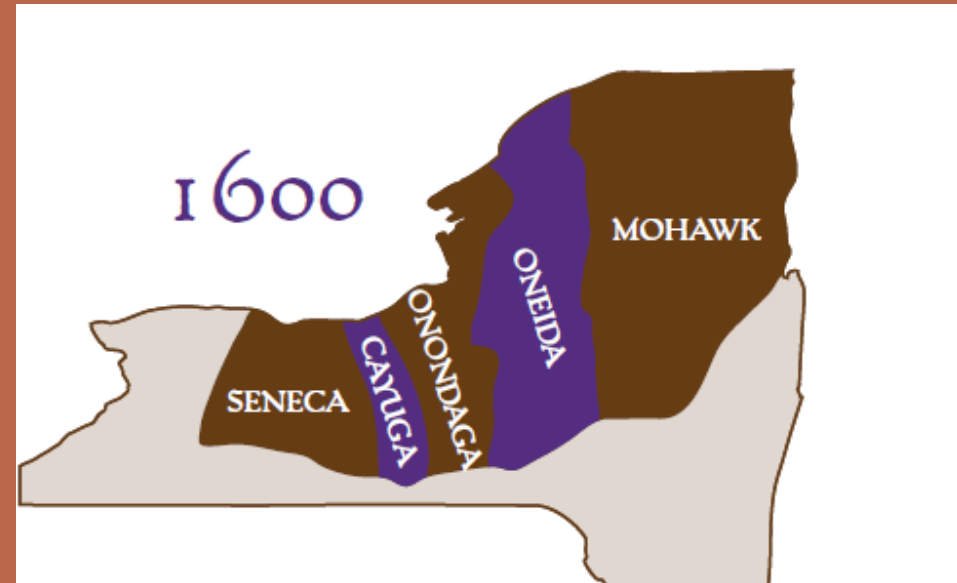 1600
MOHAWK
ONEIDA
ONONDAGA
CAYUGA
SENECA